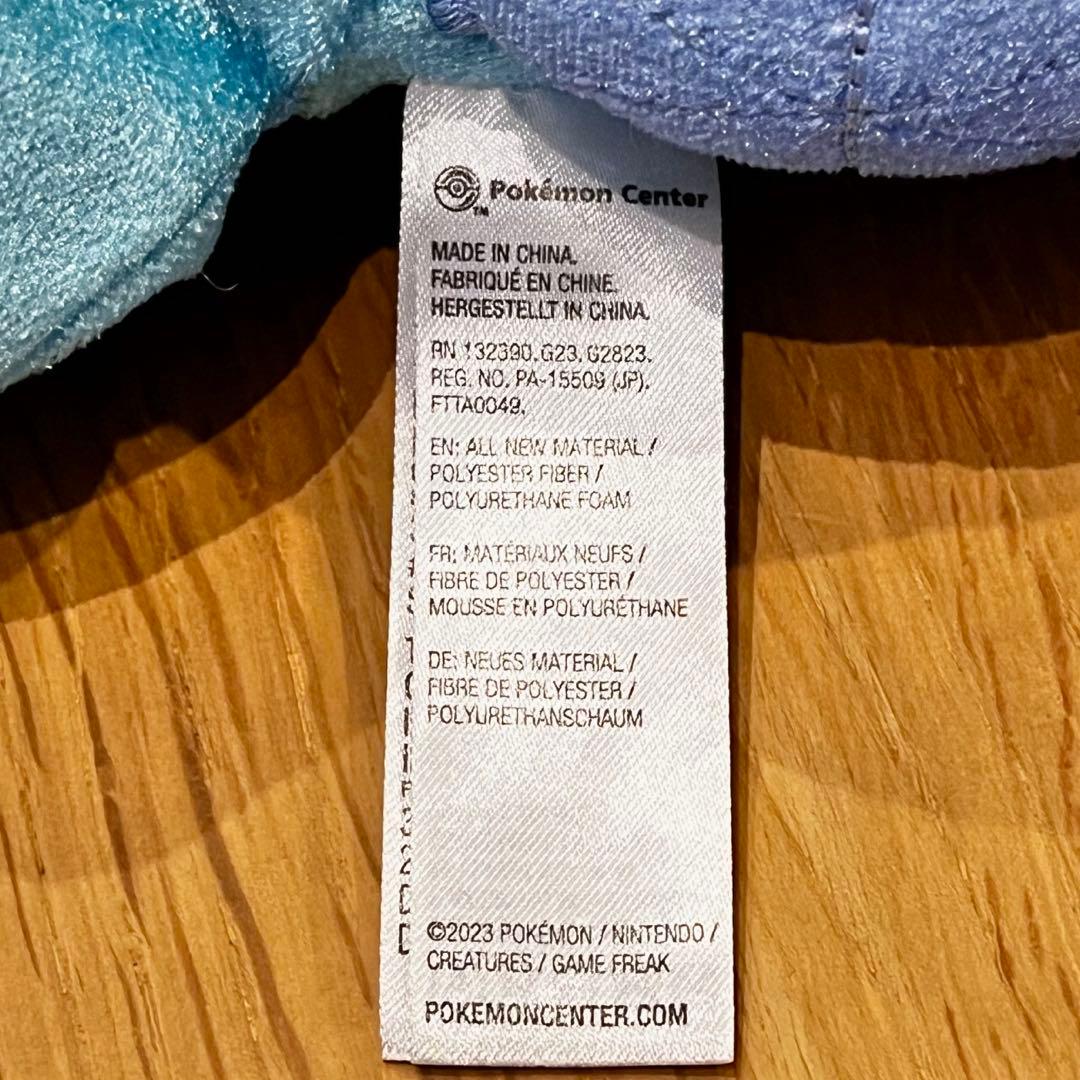 Pokémon Center
TM
MADE IN CHINA.
FABRIQUÉ EN CHINE.
HERGESTELLT IN CHINA.
RN 132390. G23. G2823.
REG. NO. PA-15509 (JP).
FTTA0049.
EN: ALL NEW MATERIAL /
POLYESTER FIBER /
POLYURETHANE FOAM
FR: MATÉRIAUX NEUFS /
FIBRE DE POLYESTER /
MOUSSE EN POLYURÉTHANE
DE: NEUES MATERIAL /
FIBRE DE POLYESTER /
POLYURETHANSCHAUM
©2023 POKÉMON / NINTENDO /
CREATURES / GAME FREAK
POKEMONCENTER.COM